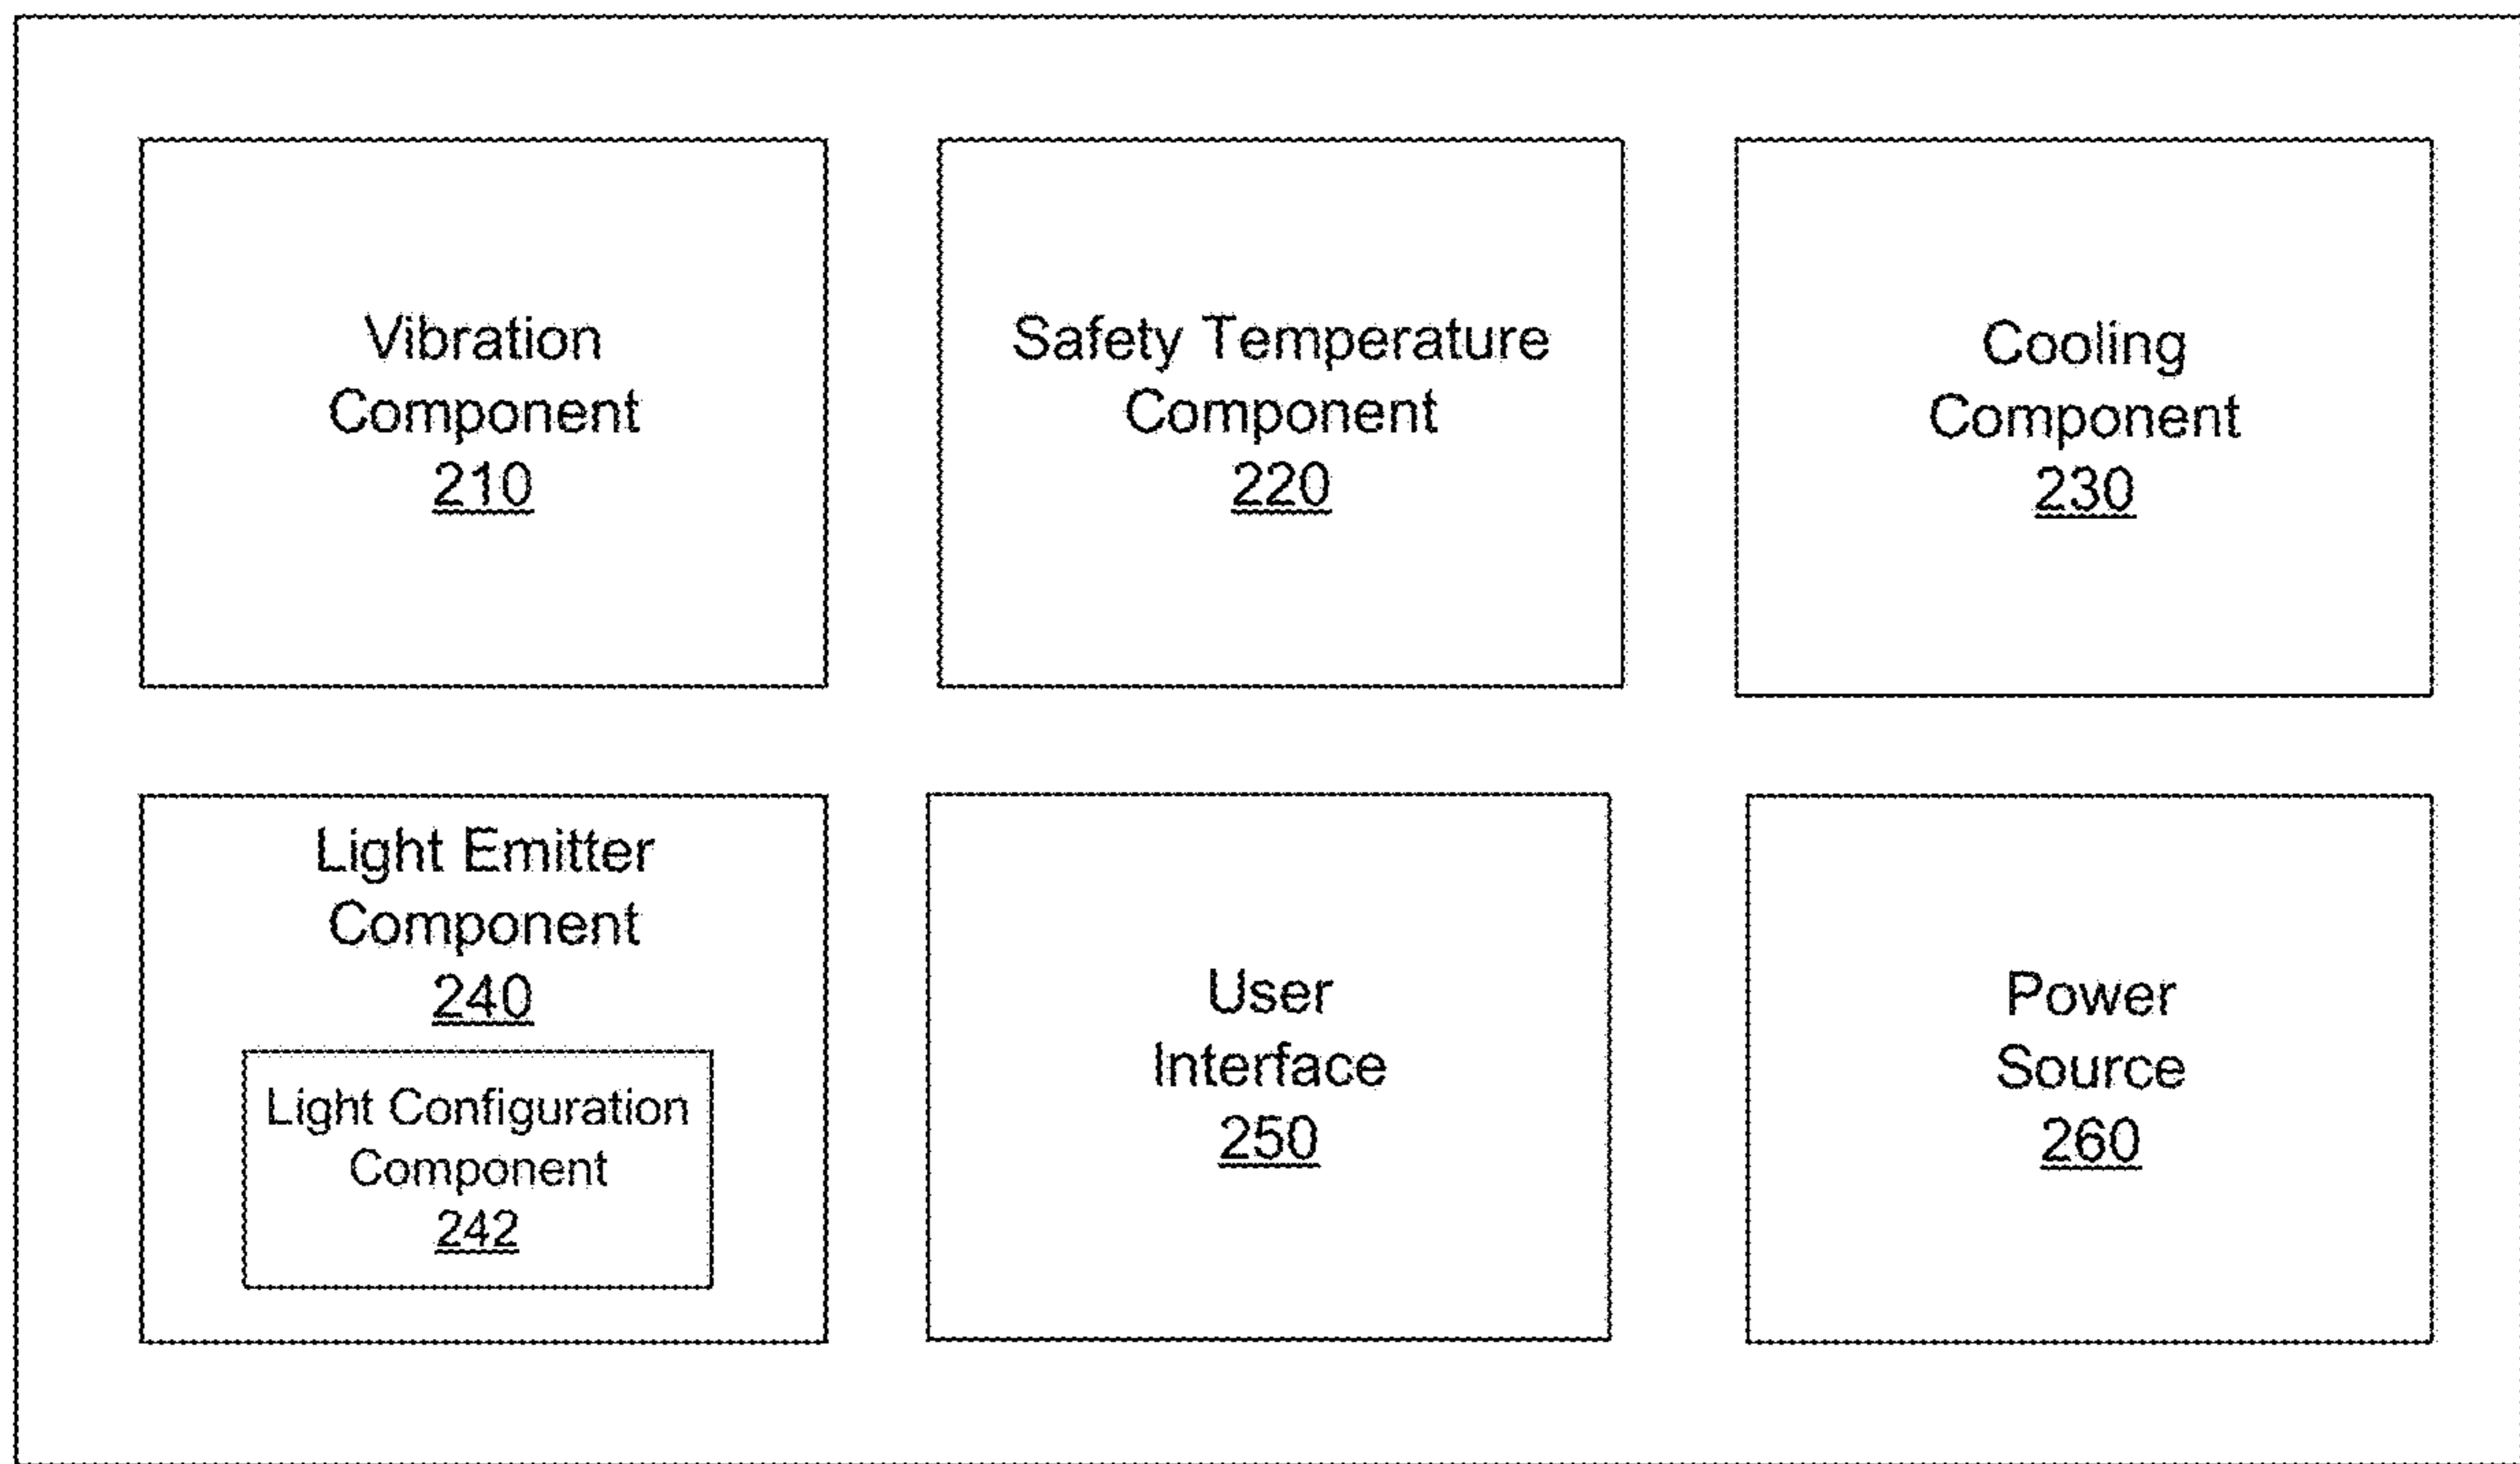 Vibration
Component
210
Safety Temperature
Component
220
Cooling
Component
230
Light Emitter
Component
240
Light Configuration
Component
242
User
Interface
250
Power
Source
260